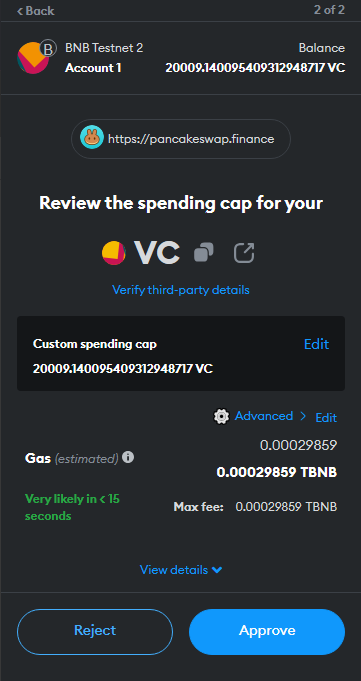 < Back
2 of 2
BNB Testnet 2
Balance
Account 1
20009.140095409312948717 VC
B
https://pancakeswap.finance
Review the spending cap for your
VC
Verify third-party details
Custom spending cap
Edit
20009.140095409312948717 VC
Advanced >
Edit
0.00029859
Gas (estimated) i
0.00029859 TBNB
Very likely in < 15
seconds
Max fee: 0.00029859 TBNB
View details
Reject
Approve